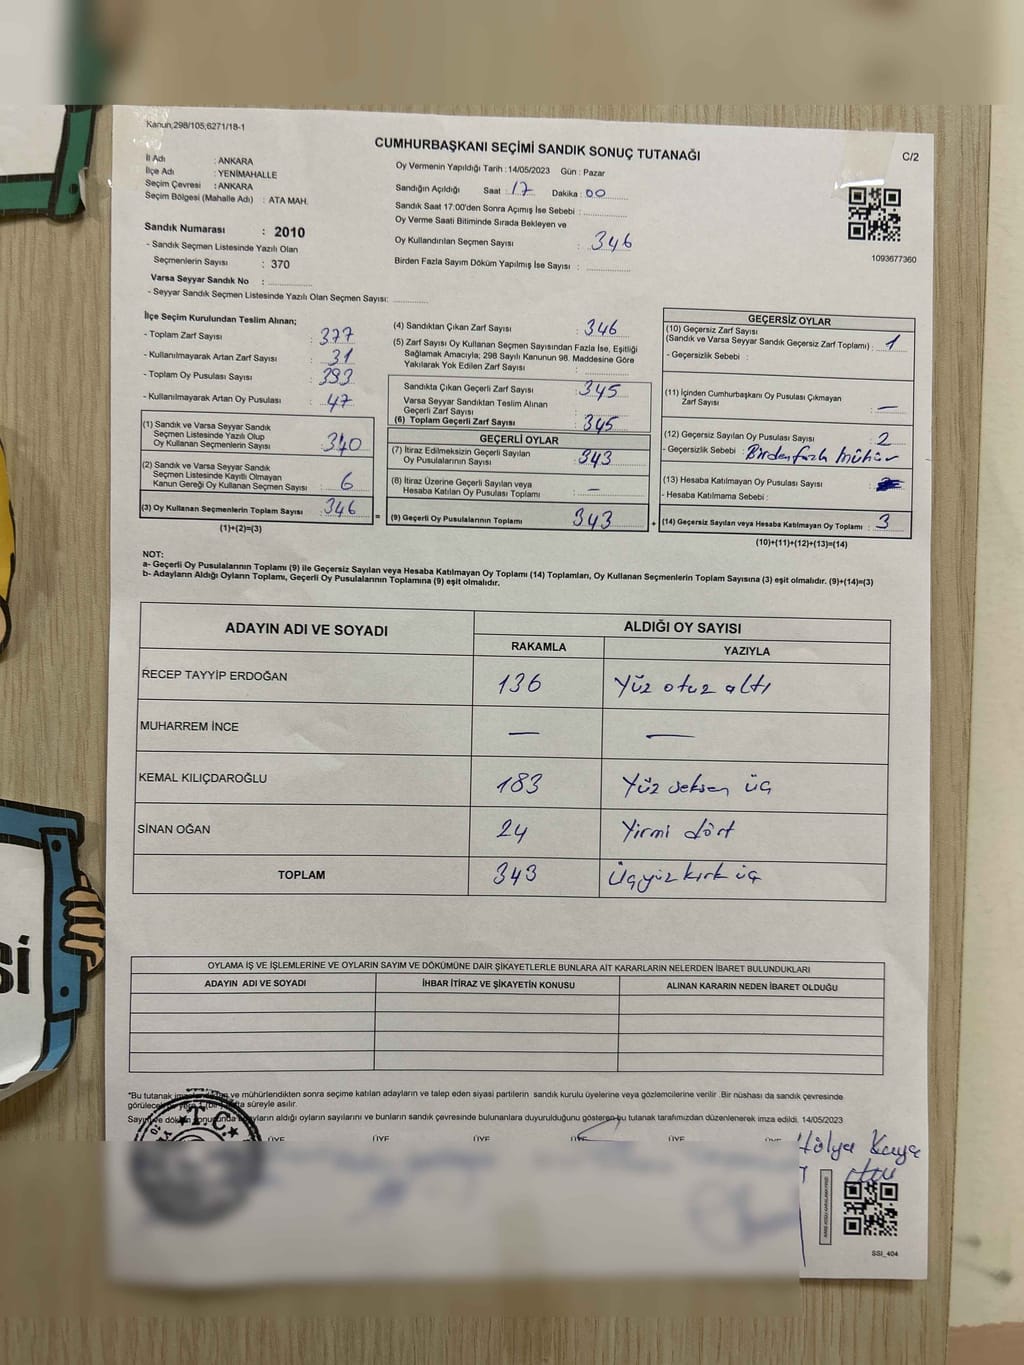 Kanun;298/105;6271/18-1
CUMHURBAŞKANI SEÇİMİ SANDIK SONUÇ TUTANAĞI
C/2
İl Adı : ANKARA
İlçe Adı : YENİMAHALLE
Seçim Çevresi : ANKARA
Seçim Bölgesi (Mahalle Adı) : ATA MAH.
Oy Vermenin Yapıldığı Tarih : 14/05/2023 Gün : Pazar
Sandığın Açıldığı Saat : 17 Dakika : 00
Sandık Saat 17:00'den Sonra Açımış İse Sebebi :
Oy Verme Saati Bitiminde Sırada Bekleyen ve
Oy Kullandırılan Seçmen Sayısı : 346
Birden Fazla Sayım Döküm Yapılmış İse Sayısı :
1093677360
Sandık Numarası : 2010
- Sandık Seçmen Listesinde Yazılı Olan
Seçmenlerin Sayısı : 370
Varsa Seyyar Sandık No :
- Seyyar Sandık Seçmen Listesinde Yazılı Olan Seçmen Sayısı:
İlçe Seçim Kurulundan Teslim Alınan;
- Toplam Zarf Sayısı : 377
- Kullanılmayarak Artan Zarf Sayısı : 31
- Toplam Oy Pusulası Sayısı : 393
- Kullanılmayarak Artan Oy Pusulası : 47
(1) Sandık ve Varsa Seyyar Sandık
Seçmen Listesinde Yazılı Olup
Oy Kullanan Seçmenlerin Sayısı : 340
(2) Sandık ve Varsa Seyyar Sandık
Seçmen Listesinde Kayıtlı Olmayan
Kanun Gereği Oy Kullanan Seçmen Sayısı : 6
(3) Oy Kullanan Seçmenlerin Toplam Sayısı : 346
(1)+(2)=(3)
(4) Sandıktan Çıkan Zarf Sayısı : 346
(5) Zarf Sayısı Oy Kullanan Seçmen Sayısından Fazla İse, Eşitliği
Sağlamak Amacıyla; 298 Sayılı Kanunun 98. Maddesine Göre
Yakılarak Yok Edilen Zarf Sayısı :
Sandıkta Çıkan Geçerli Zarf Sayısı : 345
Varsa Seyyar Sandıktan Teslim Alınan
Geçerli Zarf Sayısı :
(6) Toplam Geçerli Zarf Sayısı : 345
GEÇERLİ OYLAR
(7) İtiraz Edilmeksizin Geçerli Sayılan
Oy Pusulalarının Sayısı : 343
(8) İtiraz Üzerine Geçerli Sayılan veya
Hesaba Katılan Oy Pusulası Toplamı : —
= (9) Geçerli Oy Pusulalarının Toplamı : 343 +
GEÇERSİZ OYLAR
(10) Geçersiz Zarf Sayısı
(Sandık ve Varsa Seyyar Sandık Geçersiz Zarf Toplamı) : 1
- Geçersizlik Sebebi :
(11) İçinden Cumhurbaşkanı Oy Pusulası Çıkmayan
Zarf Sayısı : —
(12) Geçersiz Sayılan Oy Pusulası Sayısı : 2
- Geçersizlik Sebebi : Birden fazla Mühür
(13) Hesaba Katılmayan Oy Pusulası Sayısı :
- Hesaba Katılmama Sebebi :
(14) Geçersiz Sayılan veya Hesaba Katılmayan Oy Toplamı : 3
(10)+(11)+(12)+(13)=(14)
NOT:
a- Geçerli Oy Pusulalarının Toplamı (9) ile Geçersiz Sayılan veya Hesaba Katılmayan Oy Toplamı (14) Toplamları, Oy Kullanan Seçmenlerin Toplam Sayısına (3) eşit olmalıdır. (9)+(14)=(3)
b- Adayların Aldığı Oyların Toplamı, Geçerli Oy Pusulalarının Toplamına (9) eşit olmalıdır.
ADAYIN ADI VE SOYADI ALDIĞI OY SAYISI
RAKAMLA YAZIYLA
RECEP TAYYİP ERDOĞAN 136 Yüz otuz altı
MUHARREM İNCE — —
KEMAL KILIÇDAROĞLU 183 Yüz seksen üç
SİNAN OĞAN 24 Yirmi dört
TOPLAM 343 Üçyüz kırk üç
OYLAMA İŞ VE İŞLEMLERİNE VE OYLARIN SAYIM VE DÖKÜMÜNE DAİR ŞİKAYETLERLE BUNLARA AİT KARARLARIN NELERDEN İBARET BULUNDUKLARI
ADAYIN ADI VE SOYADI İHBAR İTİRAZ VE ŞİKAYETİN KONUSU ALINAN KARARIN NEDEN İBARET OLDUĞU
*Bu tutanak ve mühürlendikten sonra seçime katılan adayların ve talep eden siyasi partilerin sandık kurulu üyelerine veya gözlemcilerine verilir .Bir nüshası da sandık çevresinde
süreyle asılır.
adayların aldığı oyların sayılarını ve bunların sandık çevresinde bulunanlara duyurulduğunu gösteren bu tutanak tarafımızdan düzenlenerek imza edildi. 14/05/2023
T.C.
ÜYE ÜYE ÜYE ÜYE ÜYE ÜYE
Hülya Kaya
SSI_404
Sİ